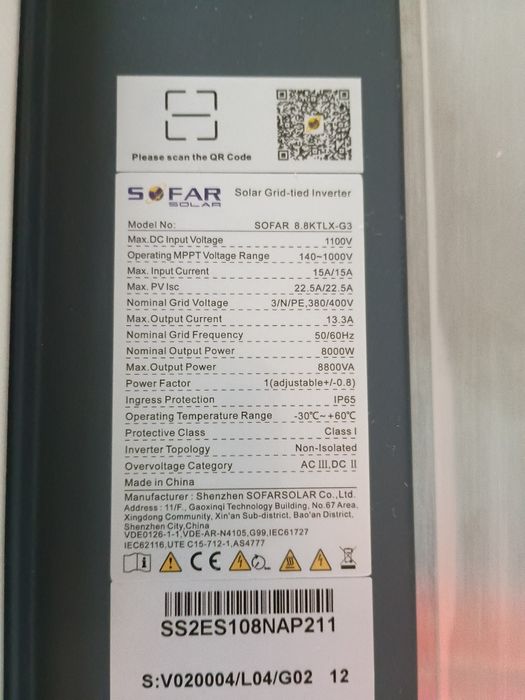 Please scan the QR Code
SOFAR
SOLAR
Solar Grid-tied Inverter
Model No: SOFAR 8.8KTLX-G3
Max.DC Input Voltage 1100V
Operating MPPT Voltage Range 140~1000V
Max. Input Current 15A/15A
Max. PV Isc 22.5A/22.5A
Nominal Grid Voltage 3/N/PE,380/400V
Max.Output Current 13.3A
Nominal Grid Frequency 50/60Hz
Nominal Output Power 8000W
Max.Output Power 8800VA
Power Factor 1(adjustable+/-0.8)
Ingress Protection IP65
Operating Temperature Range -30℃~+60℃
Protective Class Class Ⅰ
Inverter Topology Non-Isolated
Overvoltage Category AC Ⅲ,DC Ⅱ
Made in China
Manufacturer : Shenzhen SOFARSOLAR Co.,Ltd.
Address : 11/F., Gaoxinqi Technology Building, No.67 Area,
Xingdong Community, Xin'an Sub-district, Bao'an District,
Shenzhen City,China
VDE0126-1-1,VDE-AR-N4105,G99,IEC61727
IEC62116,UTE C15-712-1,AS4777
CE
SS2ES108NAP211
S:V020004/L04/G02 12